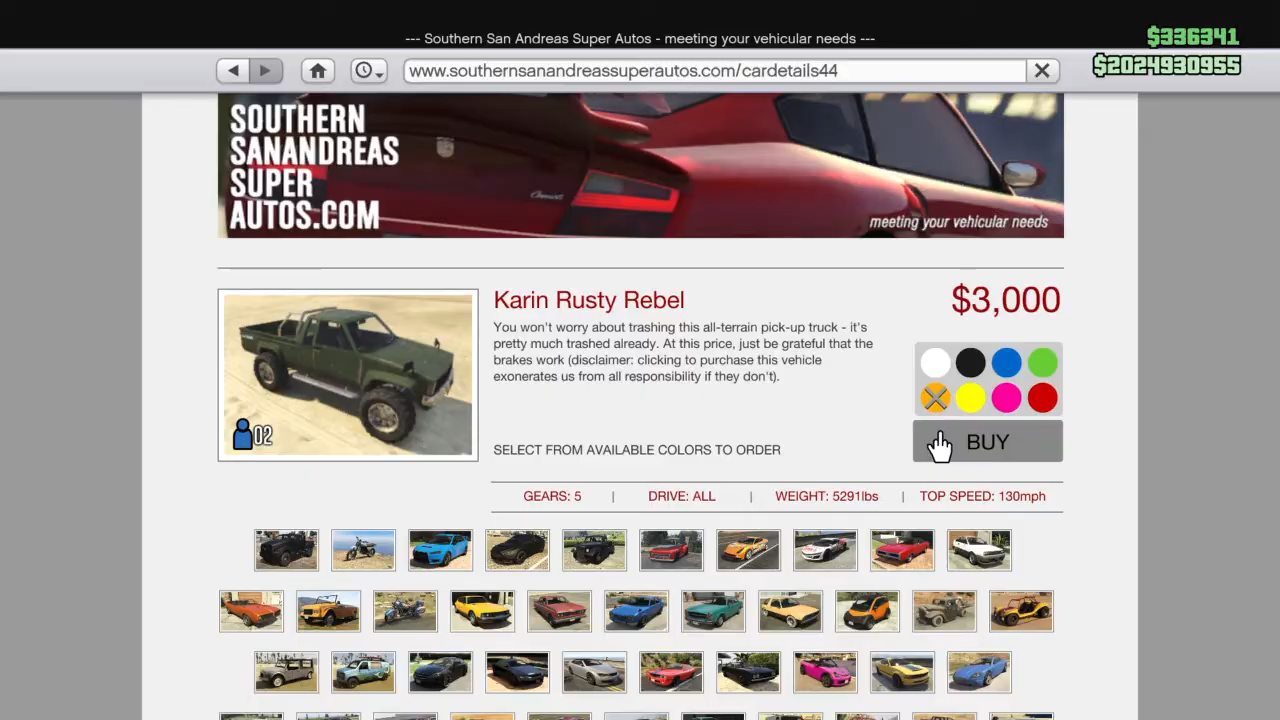 --- Southern San Andreas Super Autos - meeting your vehicular needs ---
$336341
www.southernsanandreassuperautos.com/cardetails44
$2024930955
SOUTHERN
SANANDREAS
SUPER
AUTOS.COM
meeting your vehicular needs
Karin Rusty Rebel
$3,000
You won't worry about trashing this all-terrain pick-up truck - it's
pretty much trashed already. At this price, just be grateful that the
brakes work (disclaimer: clicking to purchase this vehicle
exonerates us from all responsibility if they don't).
02
SELECT FROM AVAILABLE COLORS TO ORDER
BUY
GEARS: 5 | DRIVE: ALL | WEIGHT: 5291lbs | TOP SPEED: 130mph